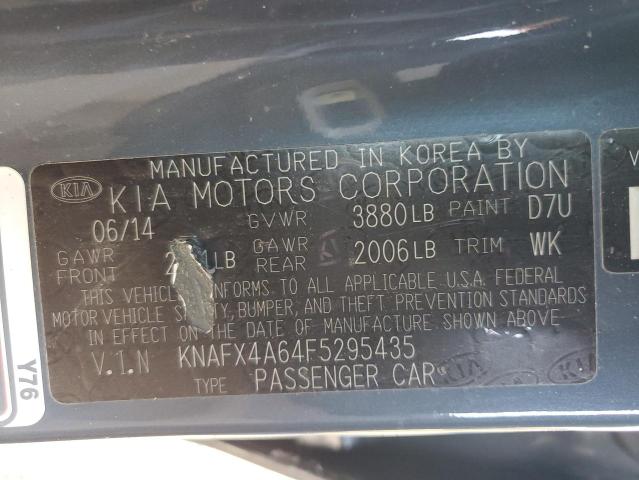 MANUFACTURED IN KOREA BY
KIA KIA MOTORS CORPORATION
06/14 GVWR 3880LB PAINT D7U
GAWR FRONT LB GAWR REAR 2006LB TRIM WK
THIS VEHICLE FORMS TO ALL APPLICABLE U.S.A. FEDERAL
MOTOR VEHICLE S TY, BUMPER, AND THEFT PREVENTION STANDARDS
IN EFFECT ON THE DATE OF MANUFACTURE SHOWN ABOVE.
V.I.N KNAFX4A64F5295435
TYPE PASSENGER CAR
Y76
V